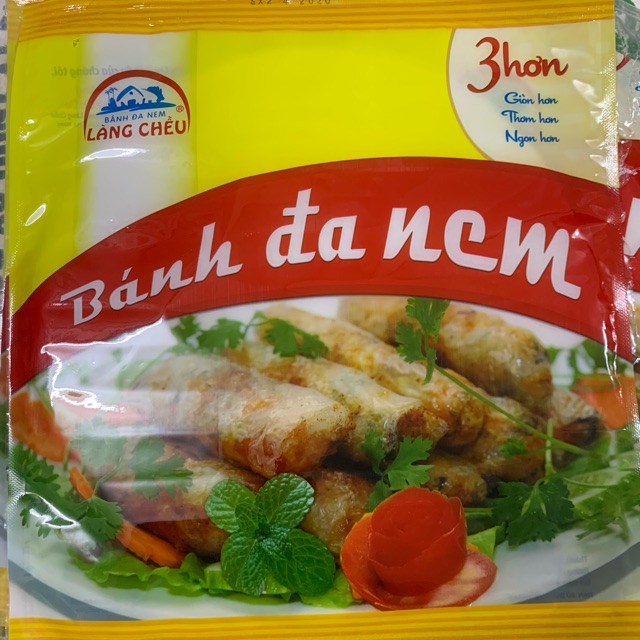 BÁNH ĐA NEM
LÀNG CHỀU
®
3hơn
Giòn hơn
Thơm hơn
Ngon hơn
Bánh đa nem